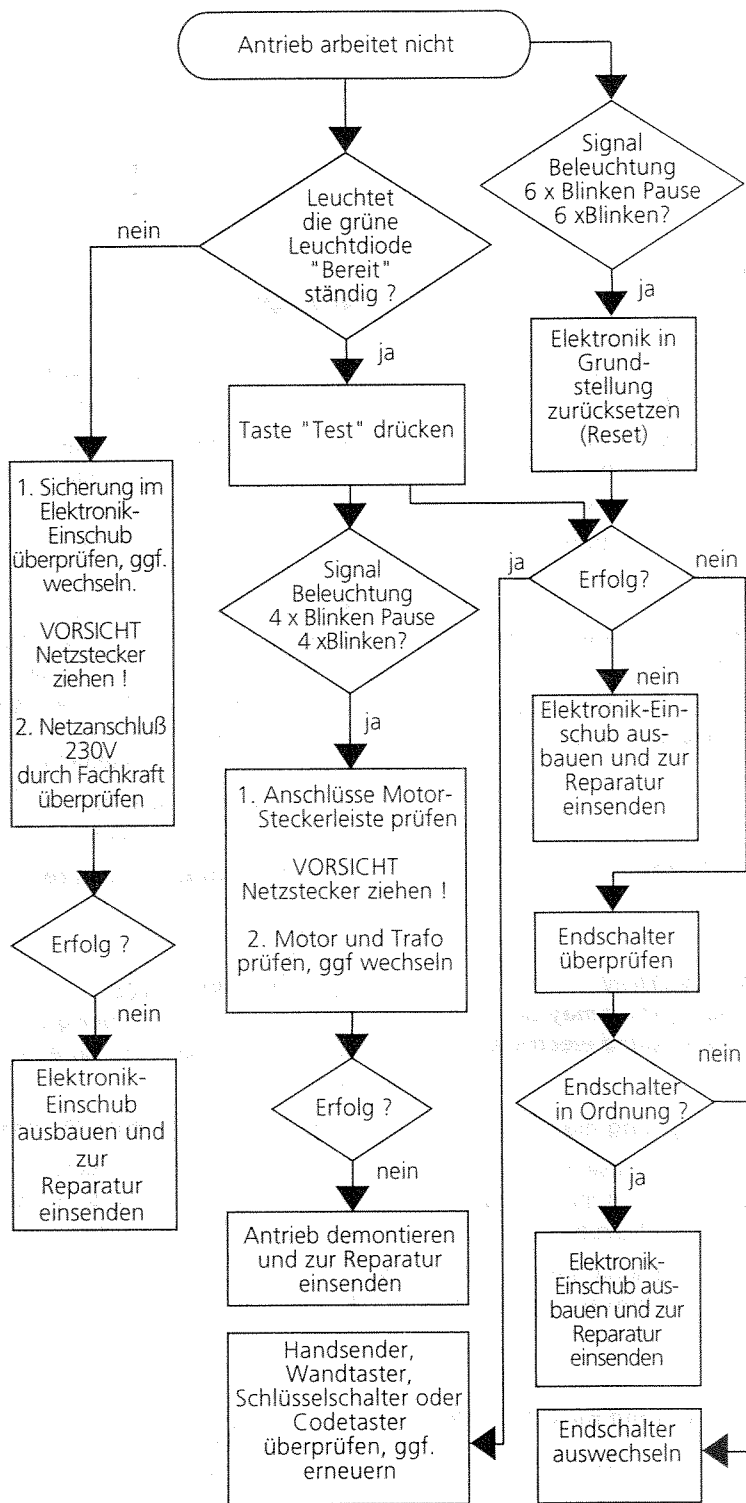 Antrieb arbeitet nicht
Signal
Beleuchtung
6 x Blinken Pause
6 xBlinken?
Leuchtet
die grüne
Leuchtdiode
"Bereit"
ständig ?
nein
ja
ja
Elektronik in
Grund-
stellung
zurücksetzen
(Reset)
Taste "Test" drücken
1. Sicherung im
Elektronik-
Einschub
überprüfen, ggf.
wechseln.
VORSICHT
Netzstecker
ziehen !
2. Netzanschluß
230V
durch Fachkraft
überprüfen
Signal
Beleuchtung
4 x Blinken Pause
4 xBlinken?
ja
Erfolg?
nein
nein
ja
Elektronik-Ein-
schub aus-
bauen und zur
Reparatur
einsenden
1. Anschlüsse Motor-
Steckerleiste prüfen
VORSICHT
Netzstecker ziehen !
2. Motor und Trafo
prüfen, ggf wechseln
Erfolg ?
nein
Elektronik-
Einschub
ausbauen und
zur
Reparatur
einsenden
Endschalter
überprüfen
Erfolg ?
nein
Endschalter
in Ordnung ?
nein
ja
Antrieb demontieren
und zur Reparatur
einsenden
Elektronik-
Einschub aus-
bauen und zur
Reparatur
einsenden
Handsender,
Wandtaster,
Schlüsselschalter oder
Codetaster
überprüfen, ggf.
erneuern
Endschalter
auswechseln